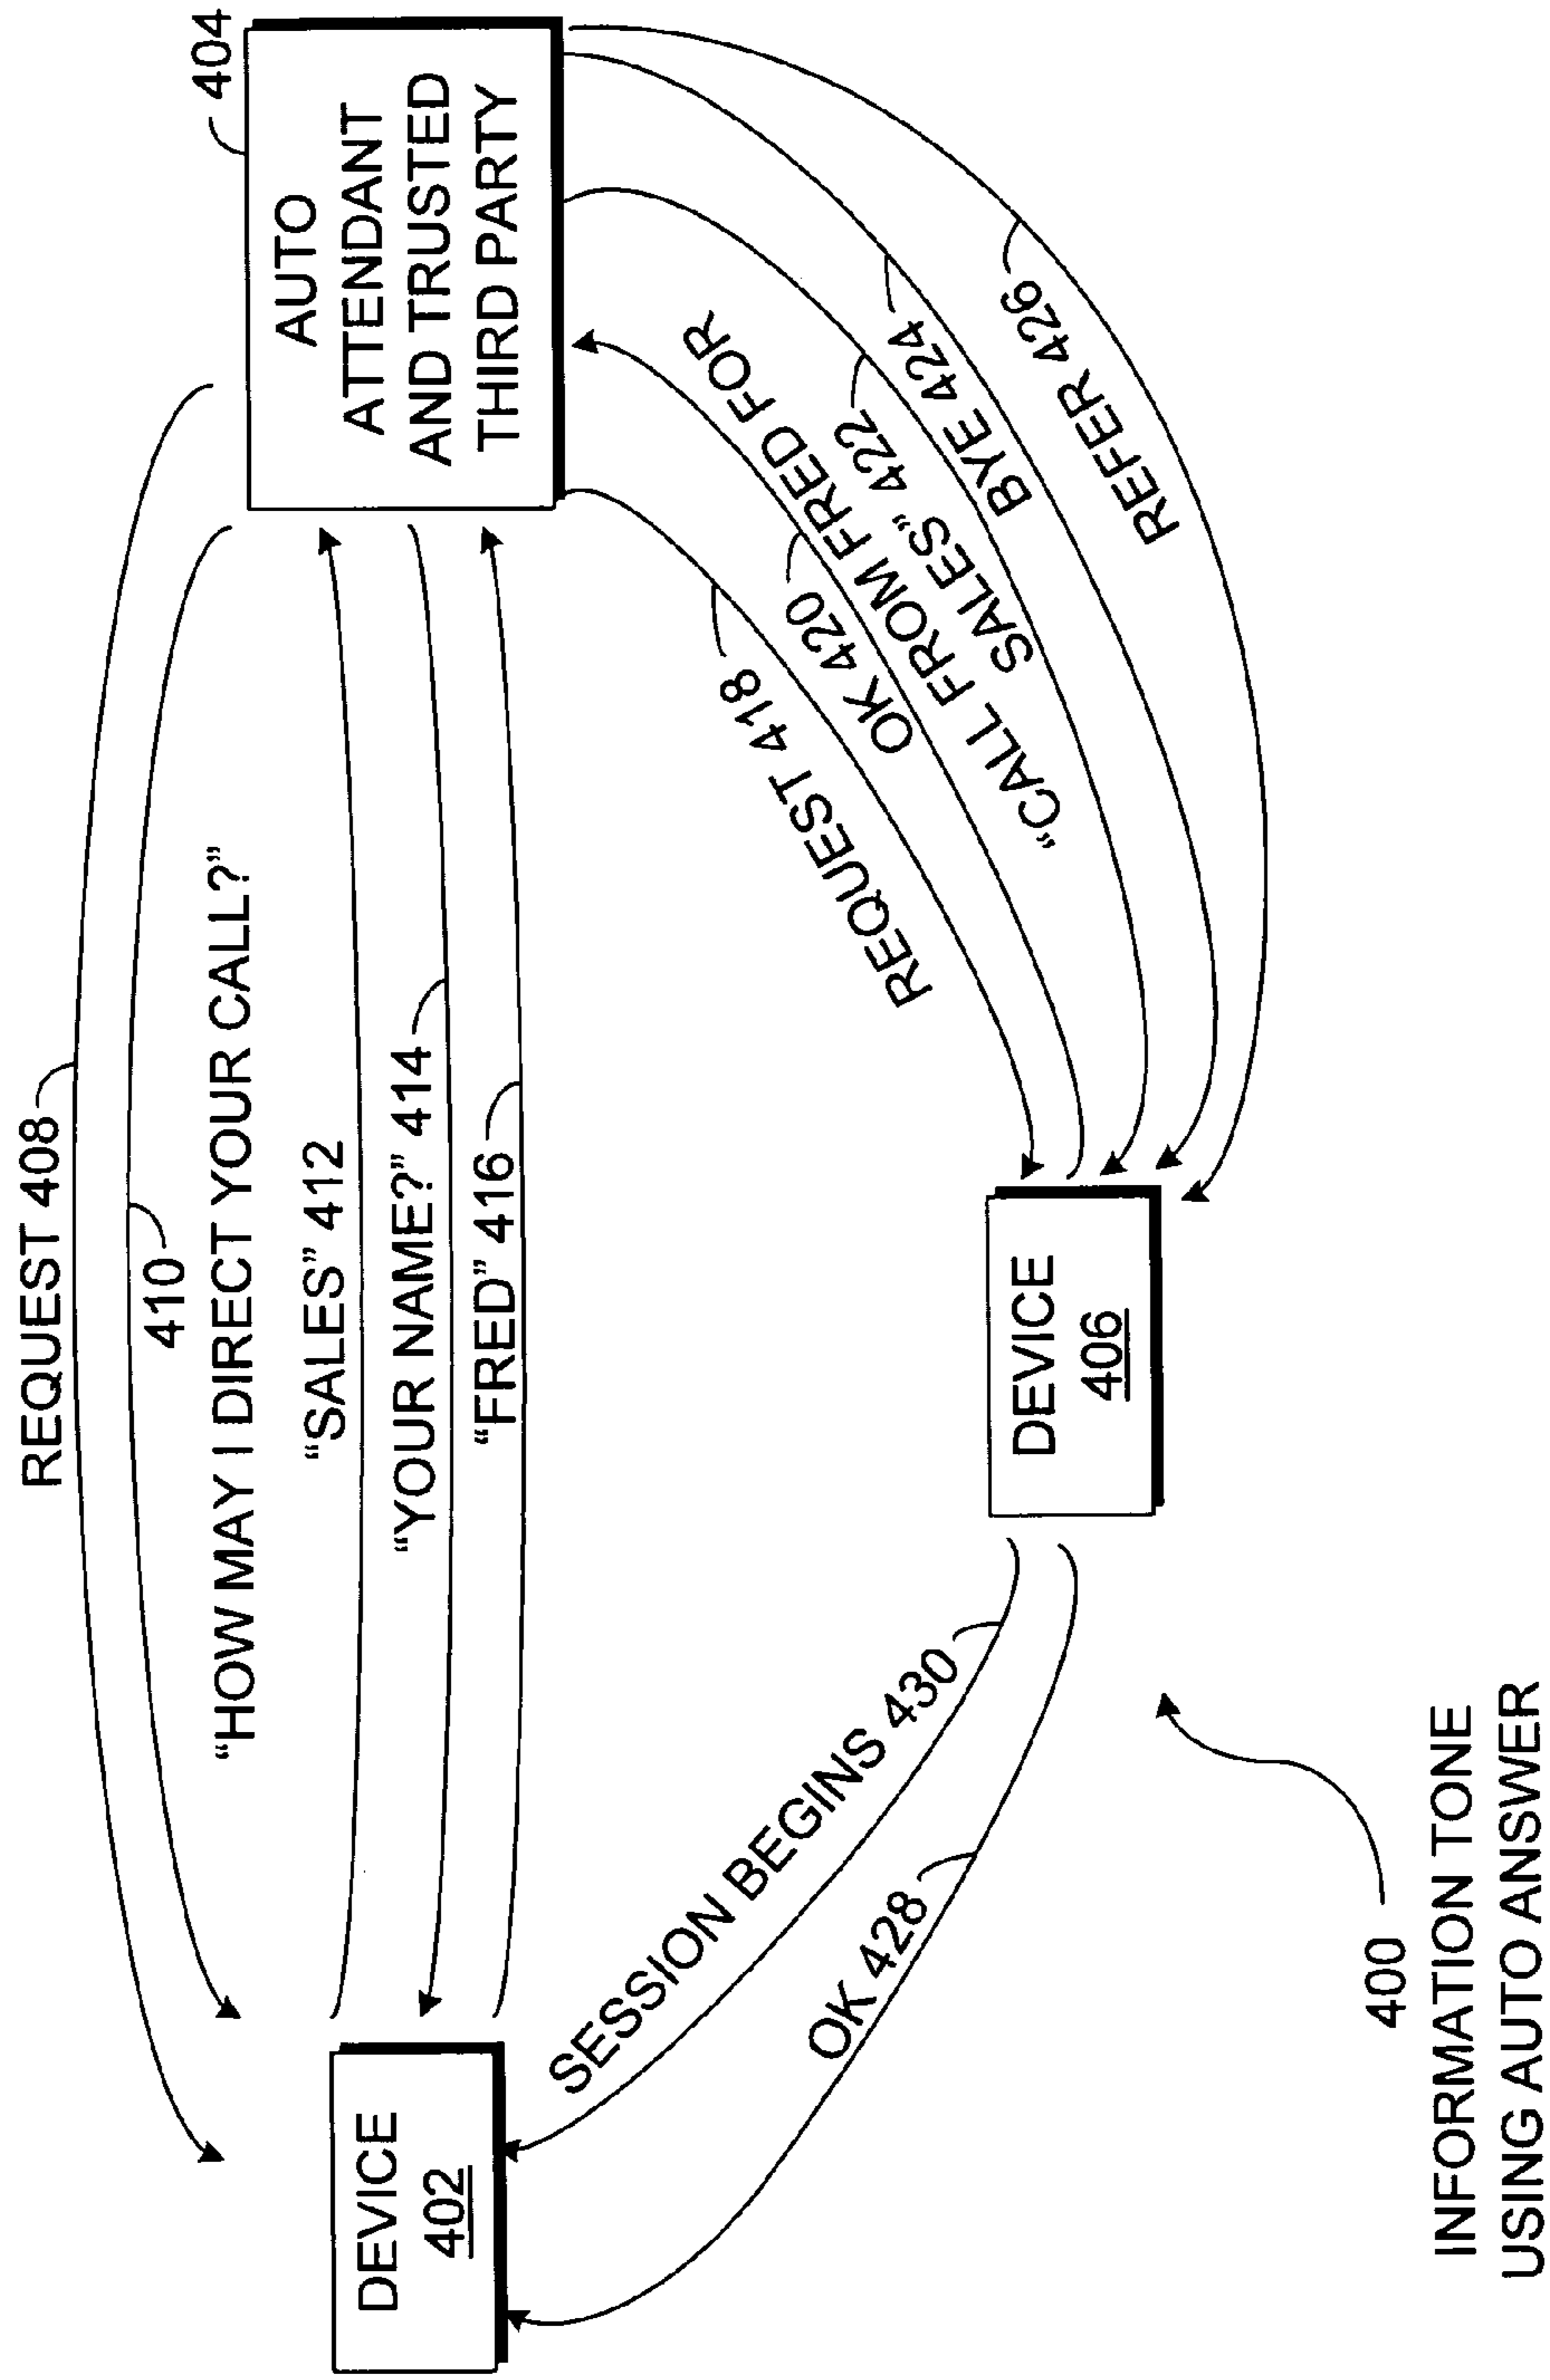 REQUEST 408
410
"HOW MAY I DIRECT YOUR CALL?"
"SALES" 412
"YOUR NAME?" 414
"FRED" 416
404
AUTO
ATTENDANT
AND TRUSTED
THIRD PARTY
DEVICE
402
REQUEST 418
OK 420
"CALL FROM FRED FOR
SALES" 422
BYE 424
REFER 426
SESSION BEGINS 430
OK 428
DEVICE
406
400
INFORMATION TONE
USING AUTO ANSWER